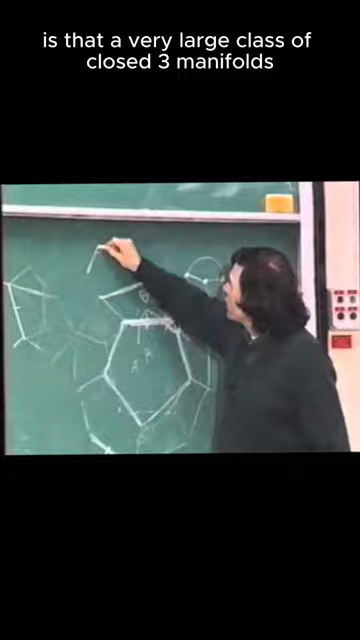 is that a very large class of
closed 3 manifolds